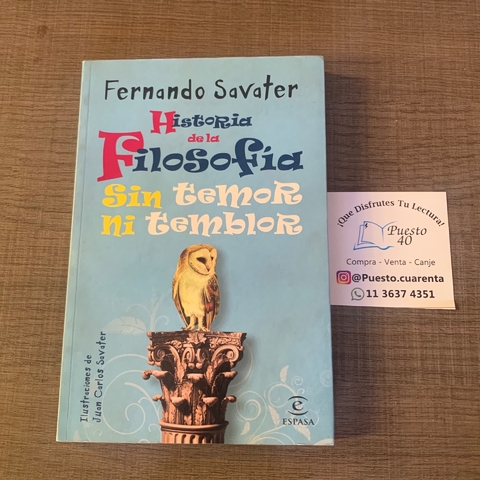 Fernando Savater
Historia
de la
Filosofía
sin temor
ni temblor
Ilustraciones de
Juan Carlos Savater
e
ESPASA
¡Que Disfrutes Tu Lectura!
Puesto
40
Compra - Venta - Canje
@Puesto.cuarenta
11 3637 4351